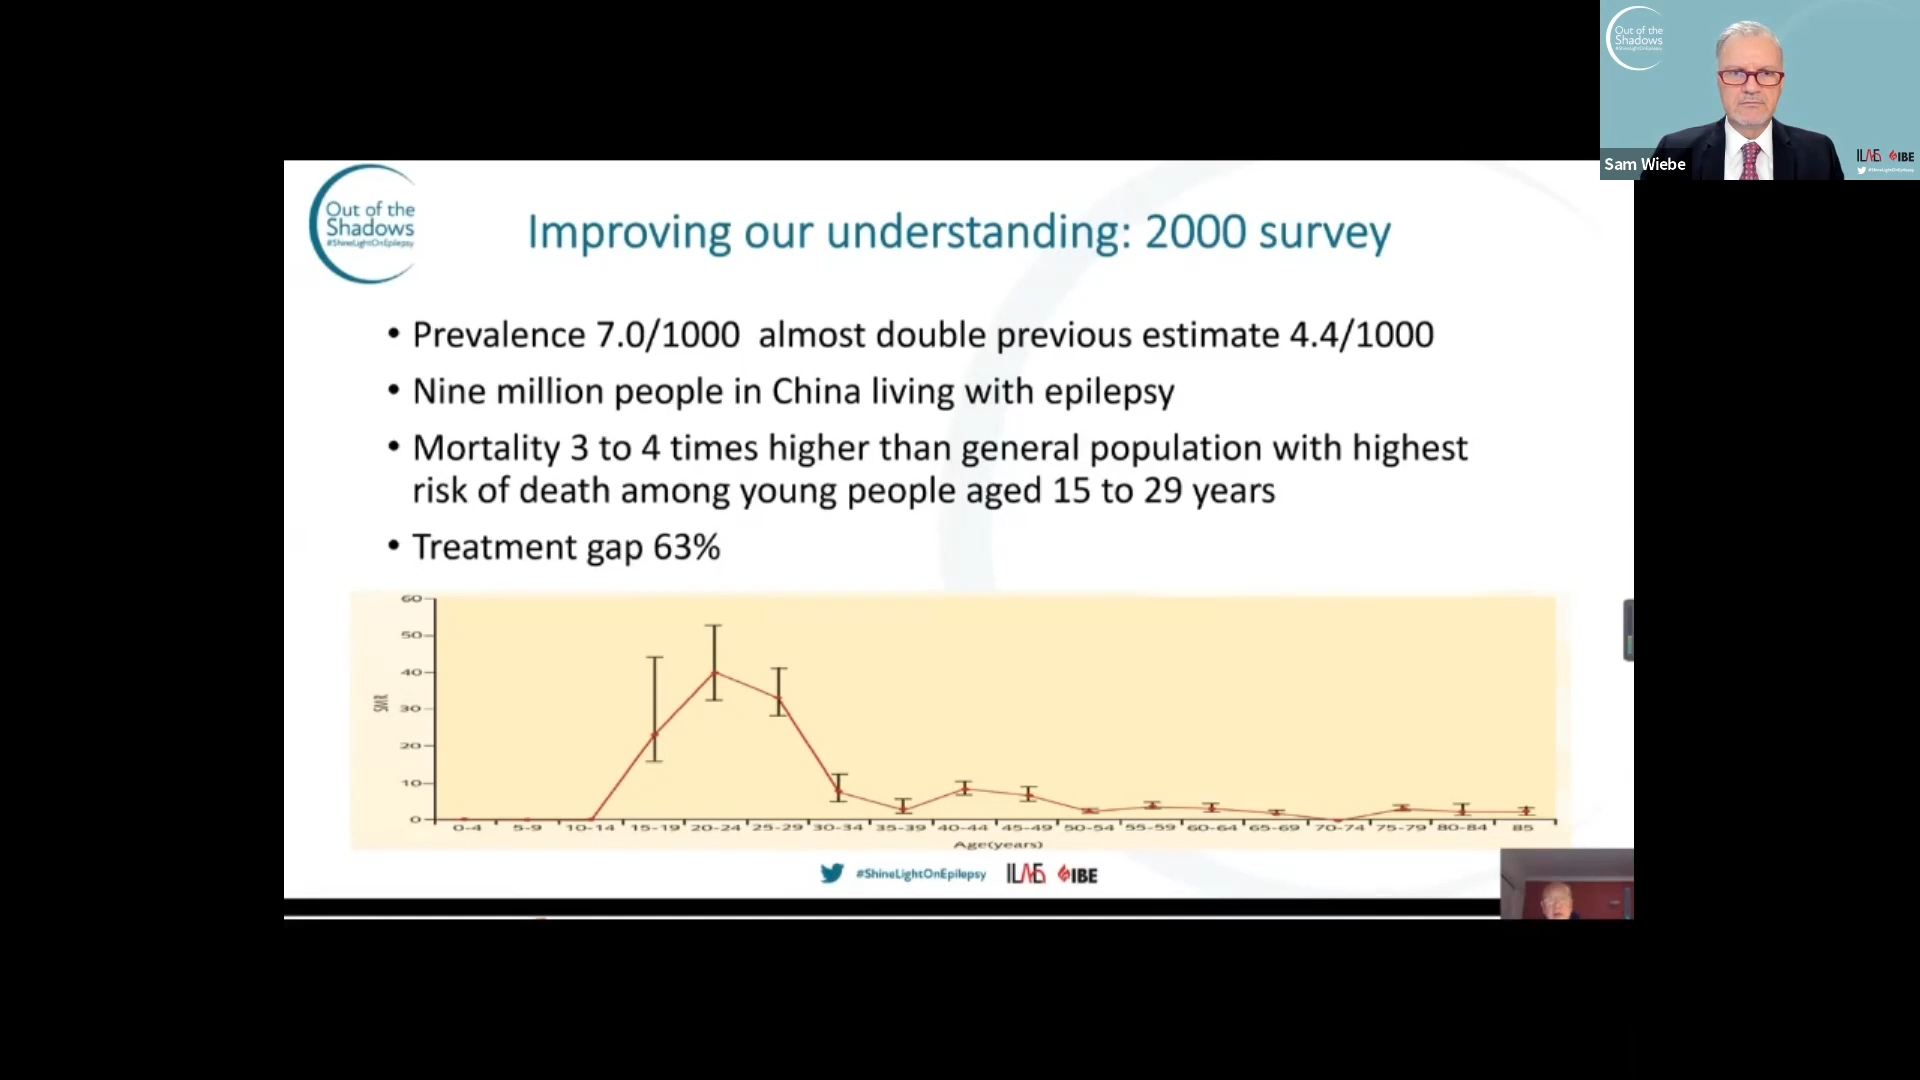 Out of the
Shadows
#ShineLightOnEpilepsy
Sam Wiebe
ILAE IBE
#ShineLightOnEpilepsy
Out of the
Shadows
#ShineLightOnEpilepsy
Improving our understanding: 2000 survey
• Prevalence 7.0/1000 almost double previous estimate 4.4/1000
• Nine million people in China living with epilepsy
• Mortality 3 to 4 times higher than general population with highest
risk of death among young people aged 15 to 29 years
• Treatment gap 63%
60
50
40
30
20
10
0
SMR
0-4 5-9 10-14 15-19 20-24 25-29 30-34 35-39 40-44 45-49 50-54 55-59 60-64 65-69 70-74 75-79 80-84 85
Age(years)
#ShineLightOnEpilepsy ILAE IBE